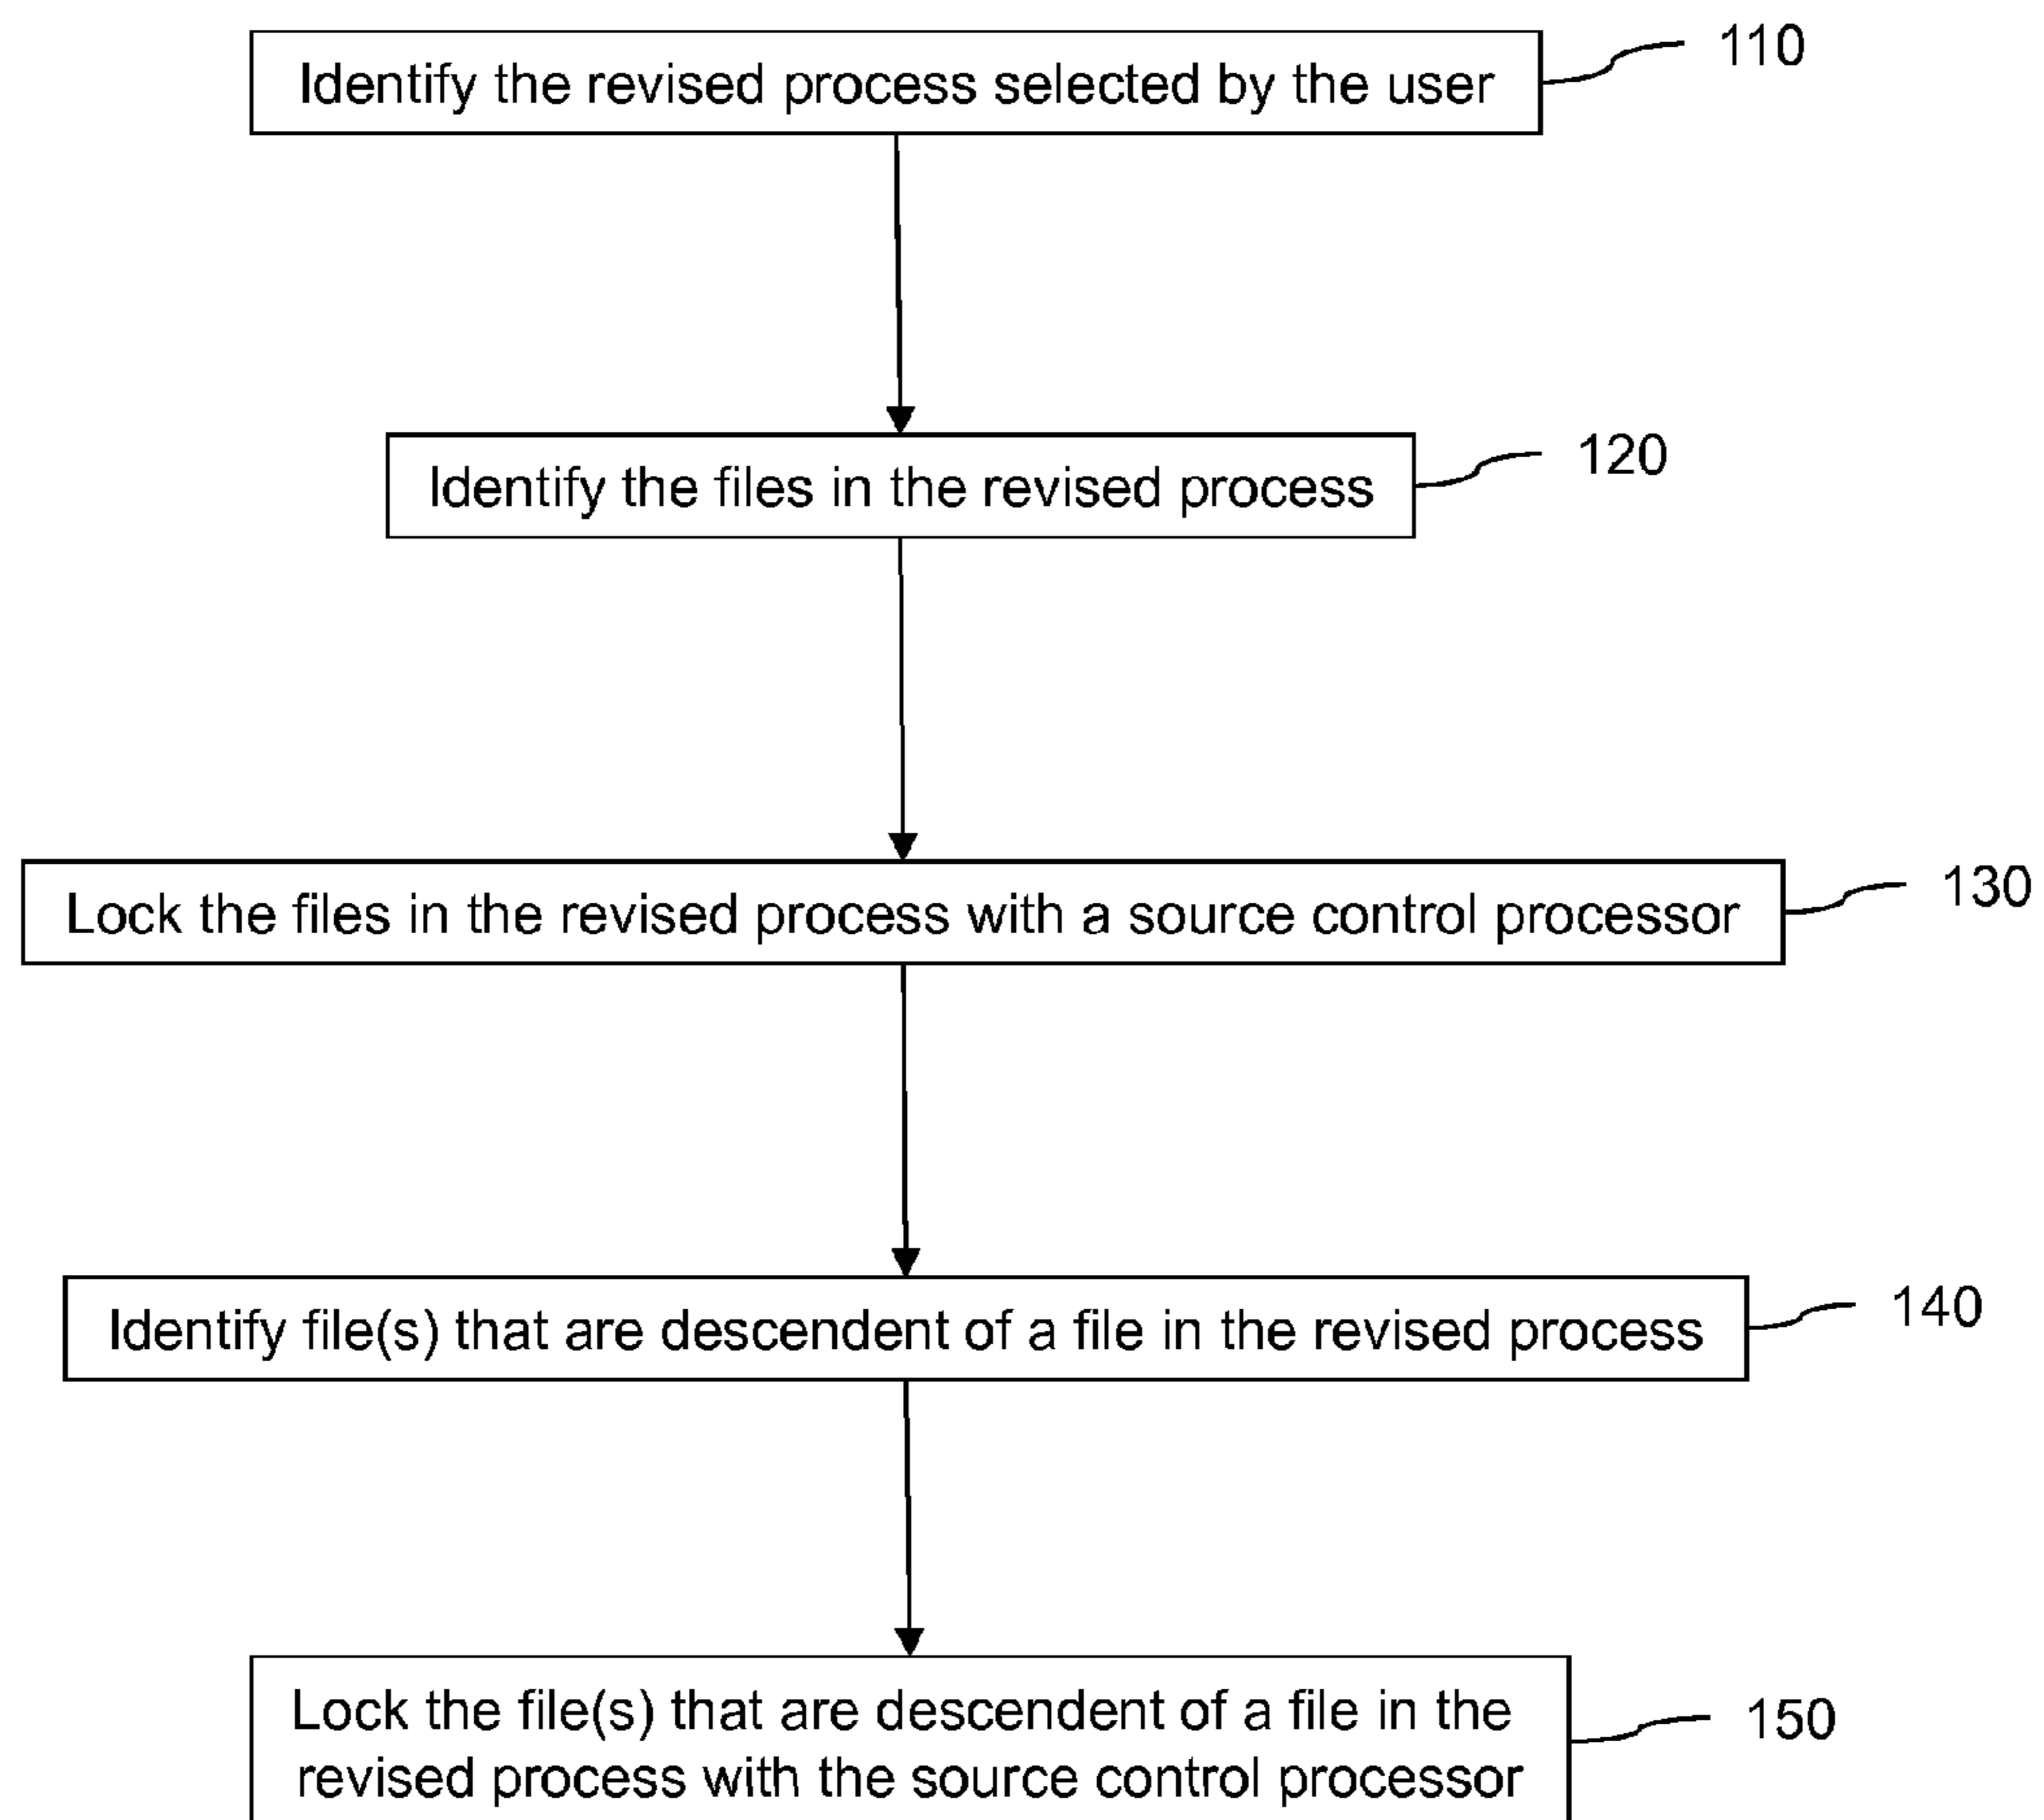 Identify the revised process selected by the user
110
Identify the files in the revised process
120
Lock the files in the revised process with a source control processor
130
Identify file(s) that are descendent of a file in the revised process
140
Lock the file(s) that are descendent of a file in the
revised process with the source control processor
150